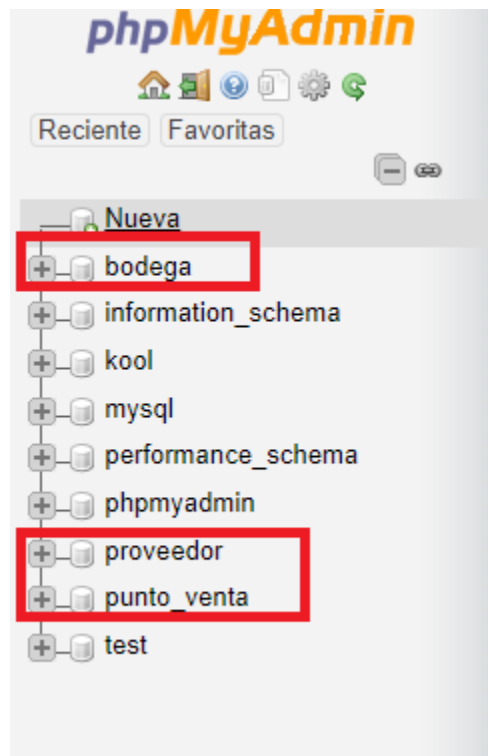 phpMyAdmin
Reciente Favoritas
Nueva
bodega
information_schema
kool
mysql
performance_schema
phpmyadmin
proveedor
punto_venta
test